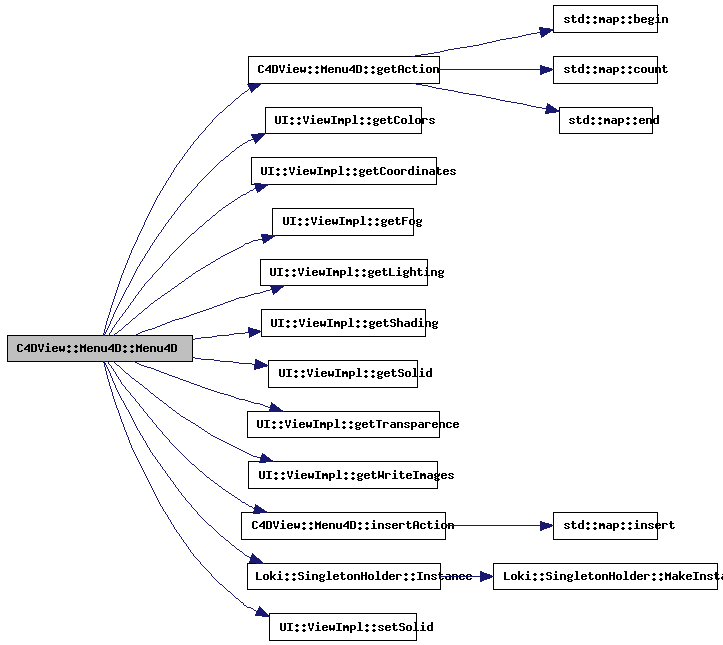 std::map::begin
C4DView::Menu4D::getAction
std::map::count
UI::ViewImpl::getColors
std::map::end
UI::ViewImpl::getCoordinates
UI::ViewImpl::getFog
UI::ViewImpl::getLighting
UI::ViewImpl::getShading
C4DView::Menu4D::Menu4D
UI::ViewImpl::getSolid
UI::ViewImpl::getTransparence
UI::ViewImpl::getWriteImages
C4DView::Menu4D::insertAction
std::map::insert
Loki::SingletonHolder::Instance
Loki::SingletonHolder::MakeInsta
UI::ViewImpl::setSolid